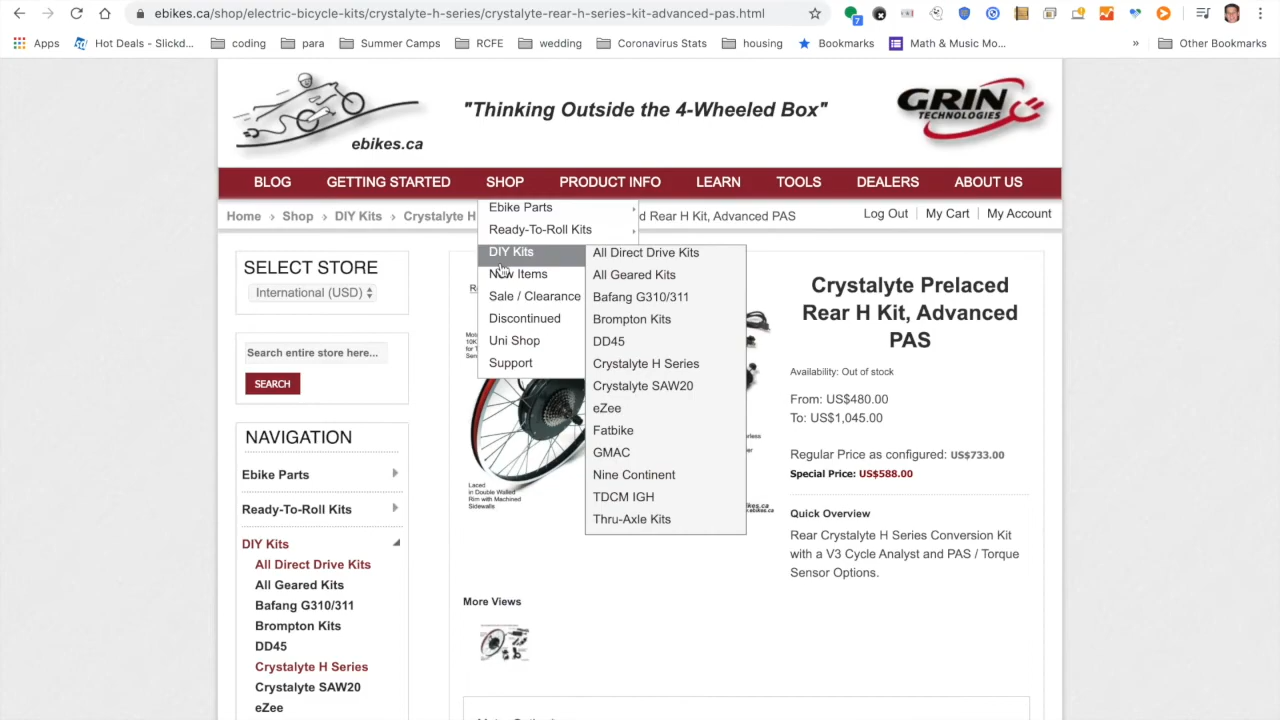 ebikes.ca/shop/electric-bicycle-kits/crystalyte-h-series/crystalyte-rear-h-series-kit-advanced-pas.html
7
Apps
Hot Deals - Slickd...
coding
para
Summer Camps
RCFE
wedding
Coronavirus Stats
housing
Bookmarks
Math & Music Mo...
»
Other Bookmarks
ebikes.ca
"Thinking Outside the 4-Wheeled Box"
GRIN
TECHNOLOGIES
BLOG
GETTING STARTED
SHOP
PRODUCT INFO
LEARN
TOOLS
DEALERS
ABOUT US
Home › Shop › DIY Kits › Crystalyte H
d Rear H Kit, Advanced PAS
Log Out
My Cart
My Account
Ebike Parts
Ready-To-Roll Kits
DIY Kits
New Items
Sale / Clearance
Discontinued
Uni Shop
Support
All Direct Drive Kits
All Geared Kits
Bafang G310/311
Brompton Kits
DD45
Crystalyte H Series
Crystalyte SAW20
eZee
Fatbike
GMAC
Nine Continent
TDCM IGH
Thru-Axle Kits
SELECT STORE
International (USD)
Search entire store here...
SEARCH
NAVIGATION
Ebike Parts
Ready-To-Roll Kits
DIY Kits
All Direct Drive Kits
All Geared Kits
Bafang G310/311
Brompton Kits
DD45
Crystalyte H Series
Crystalyte SAW20
eZee
Laced
in Double Walled
Rim with Machined
Sidewalls
Crystalyte Prelaced
Rear H Kit, Advanced
PAS
Availability: Out of stock
From: US$480.00
To: US$1,045.00
Regular Price as configured: US$733.00
Special Price: US$588.00
Quick Overview
Rear Crystalyte H Series Conversion Kit
with a V3 Cycle Analyst and PAS / Torque
Sensor Options.
More Views